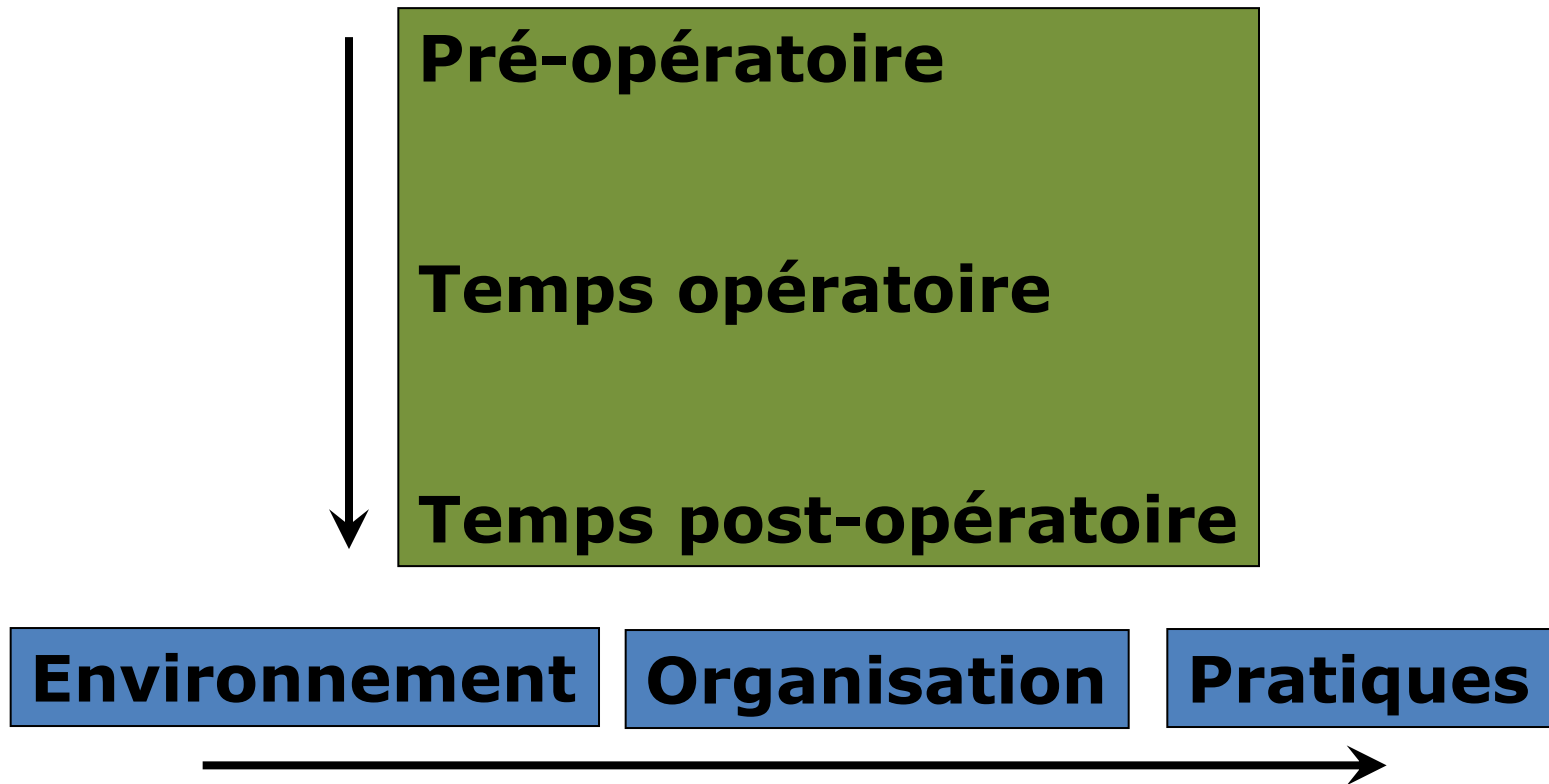 Pré-opératoire
Temps opératoire
Temps post-opératoire
Environnement
Organisation
Pratiques